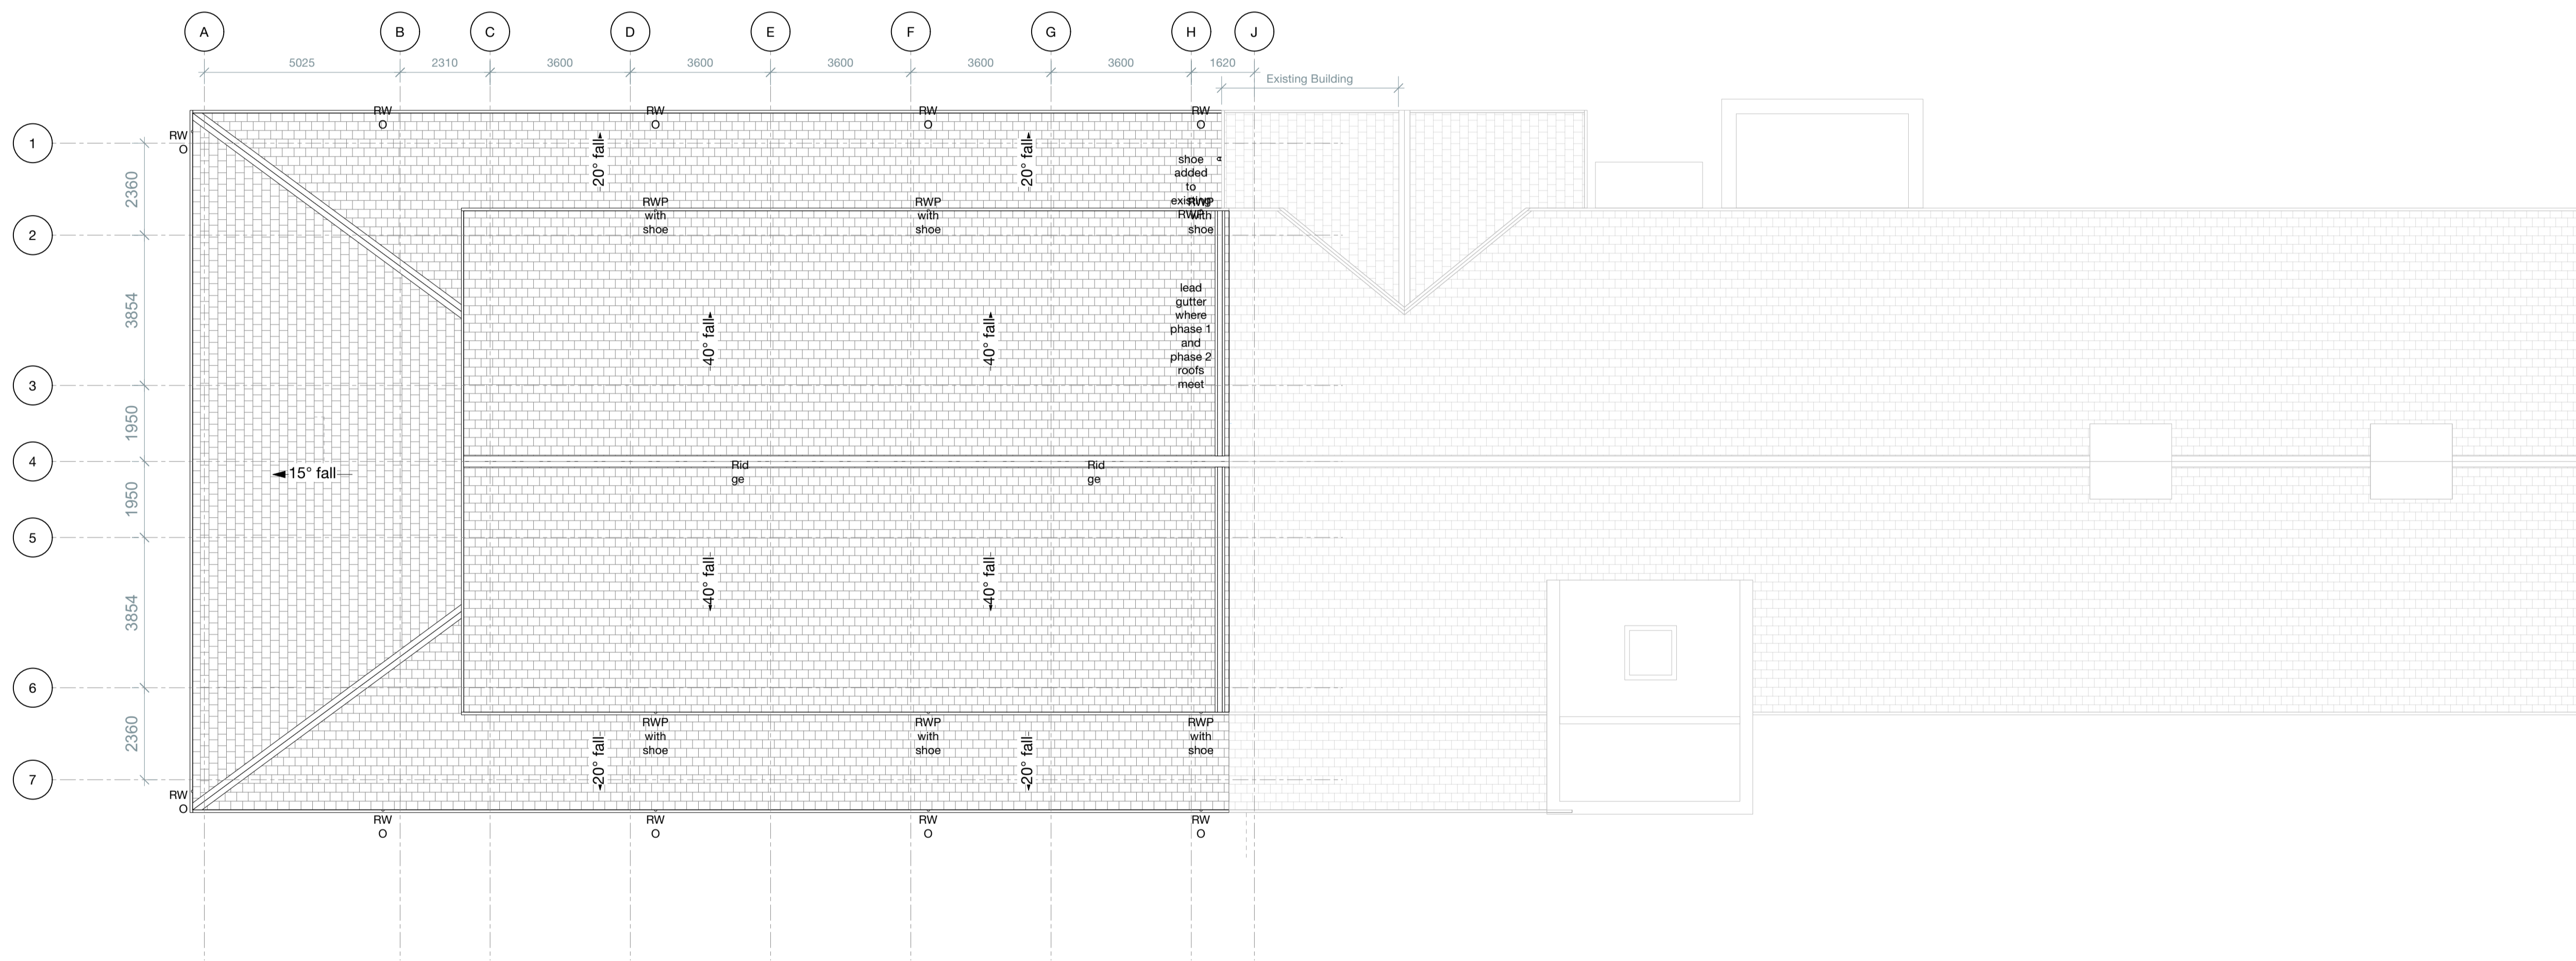 A B C D E F G H J
5025 2310 3600 3600 3600 3600 3600 1620
Existing Building
RW
O
RW
O
RW
O
RW
O
RW
O
1
20° fall
20° fall
shoe
added
to
existing
RWP
2360
RWP
with
shoe
RWP
with
shoe
RWP
with
shoe
2
lead
gutter
where
phase 1
and
phase 2
roofs
meet
3854
40° fall
40° fall
3
1950
4
Rid
ge
Rid
ge
15° fall
1950
5
40° fall
40° fall
3854
6
RWP
with
shoe
RWP
with
shoe
RWP
with
shoe
2360
20° fall
20° fall
7
RW
O
RW
O
RW
O
RW
O
RW
O